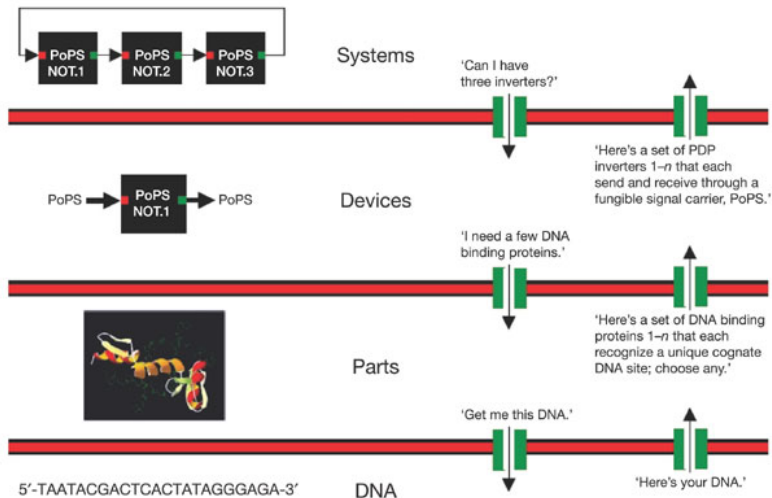 PoPS
NOT.1
PoPS
NOT.2
PoPS
NOT.3
Systems
‘Can I have
three inverters?’
‘Here’s a set of PDP
inverters 1–n that each
send and receive through a
fungible signal carrier, PoPS.’
PoPS
PoPS
NOT.1
PoPS
Devices
‘I need a few DNA
binding proteins.’
‘Here’s a set of DNA binding
proteins 1–n that each
recognize a unique cognate
DNA site; choose any.’
Parts
‘Get me this DNA.’
‘Here’s your DNA.’
5′-TAATACGACTCACTATAGGGAGA-3′
DNA